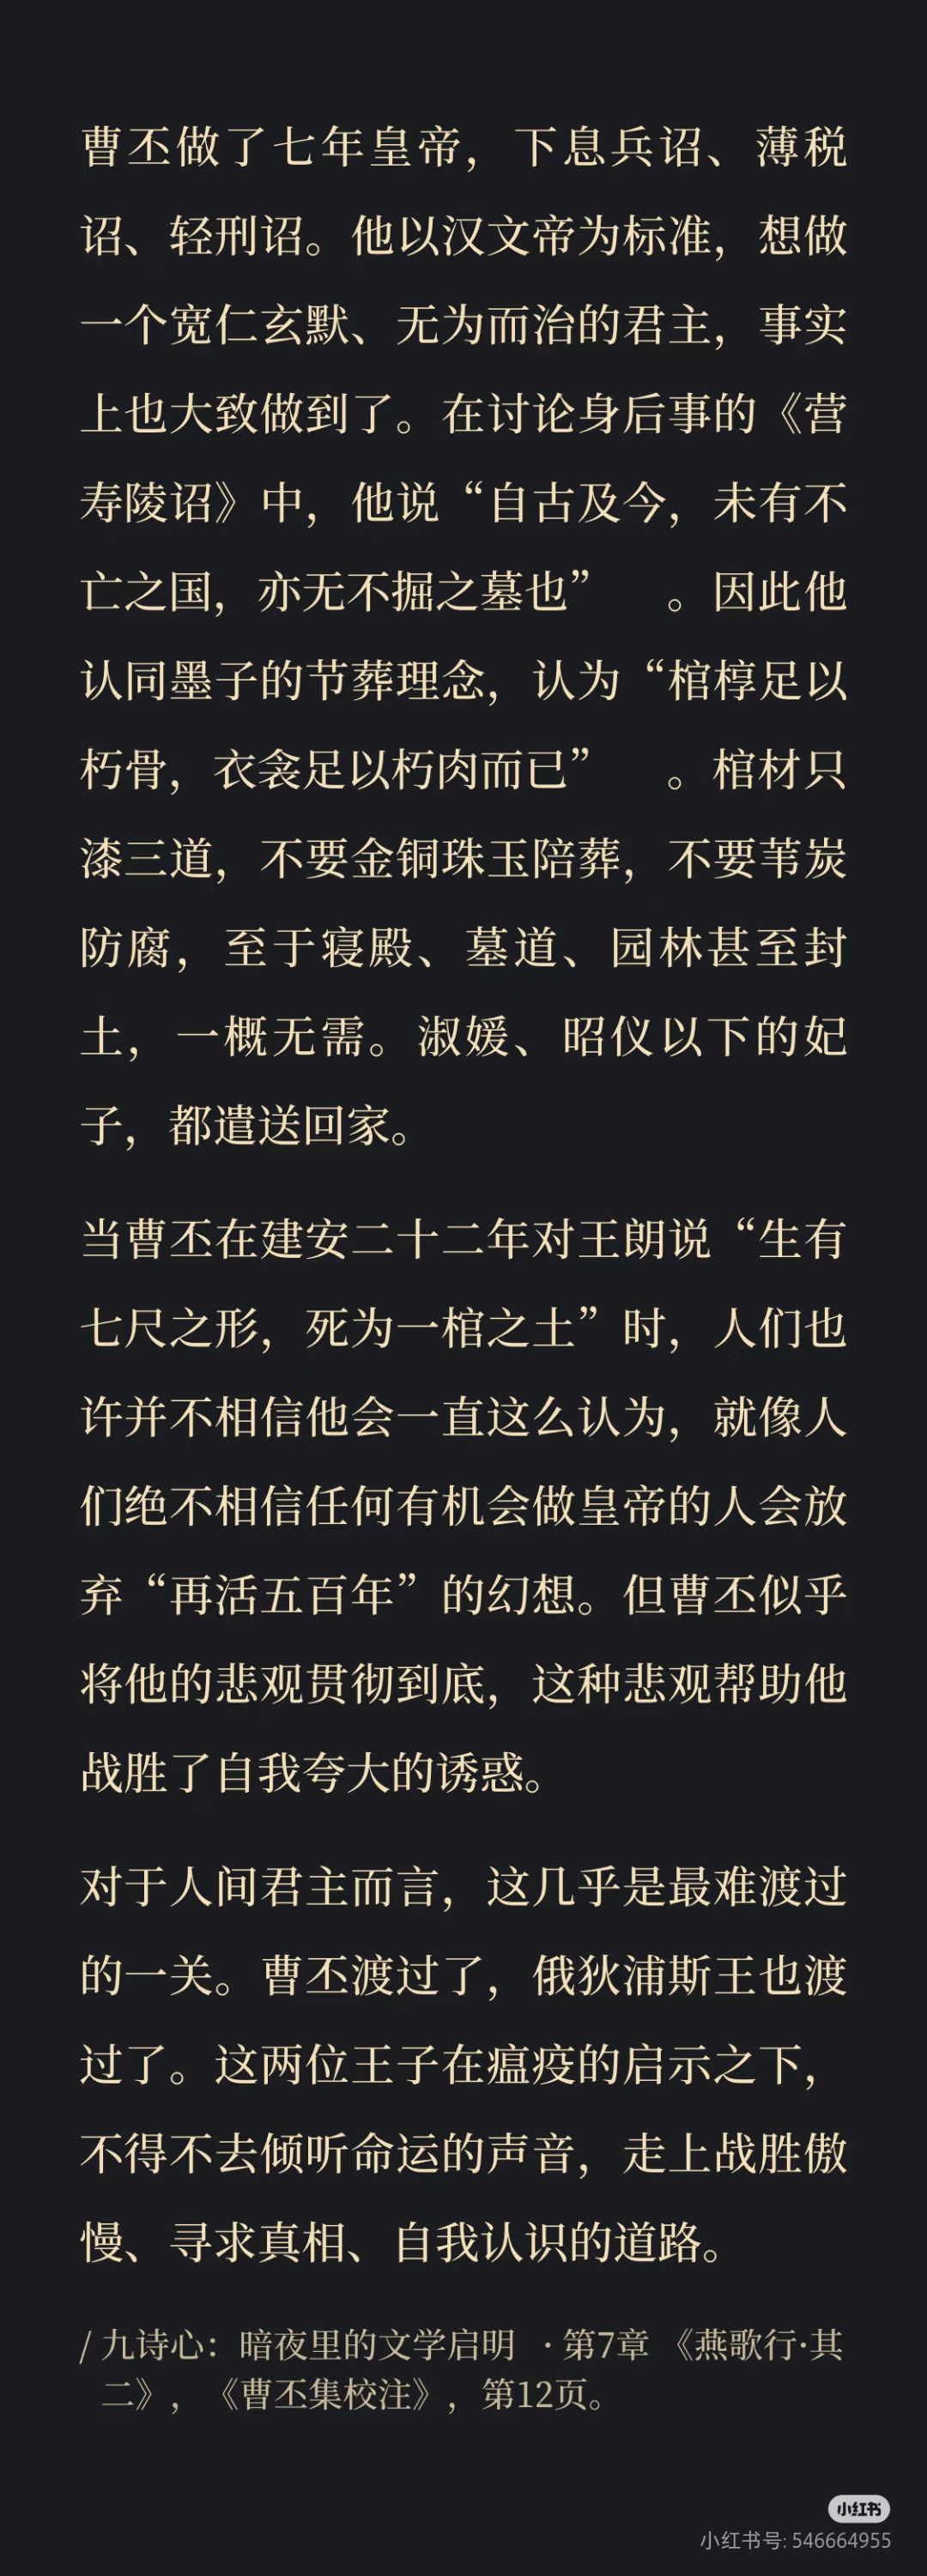 曹丕做了七年皇帝，下息兵诏、薄税
诏、轻刑诏。他以汉文帝为标准，想做
一个宽仁玄默、无为而治的君主，事实
上也大致做到了。在讨论身后事的《营
寿陵诏》中，他说“自古及今，未有不
亡之国，亦无不掘之墓也” 。因此他
认同墨子的节葬理念，认为“棺椁足以
朽骨，衣衾足以朽肉而已” 。棺材只
漆三道，不要金铜珠玉陪葬，不要苇炭
防腐，至于寝殿、墓道、园林甚至封
土，一概无需。淑媛、昭仪以下的妃
子，都遣送回家。
当曹丕在建安二十二年对王朗说“生有
七尺之形，死为一棺之土”时，人们也
许并不相信他会一直这么认为，就像人
们绝不相信任何有机会做皇帝的人会放
弃“再活五百年”的幻想。但曹丕似乎
将他的悲观贯彻到底，这种悲观帮助他
战胜了自我夸大的诱惑。
对于人间君主而言，这几乎是最难渡过
的一关。曹丕渡过了，俄狄浦斯王也渡
过了。这两位王子在瘟疫的启示之下，
不得不去倾听命运的声音，走上战胜傲
慢、寻求真相、自我认识的道路。
/ 九诗心：暗夜里的文学启明 · 第7章 《燕歌行·其
二》，《曹丕集校注》，第12页。
小红书
小红书号: 546664955